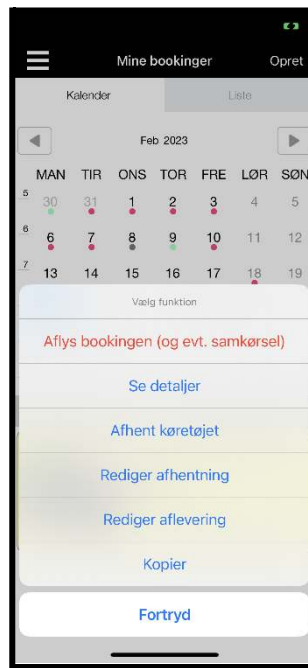 Mine bookinger Opret
Kalender Liste
Feb 2023
MAN TIR ONS TOR FRE LØR SØN
5 30 31 1 2 3 4 5
6 6 7 8 9 10 11 12
7 13 14 15 16 17 18 19
Vælg funktion
Aflys bookingen (og evt. samkørsel)
Se detaljer
Afhent køretøjet
Rediger afhentning
Rediger aflevering
Kopier
Fortryd